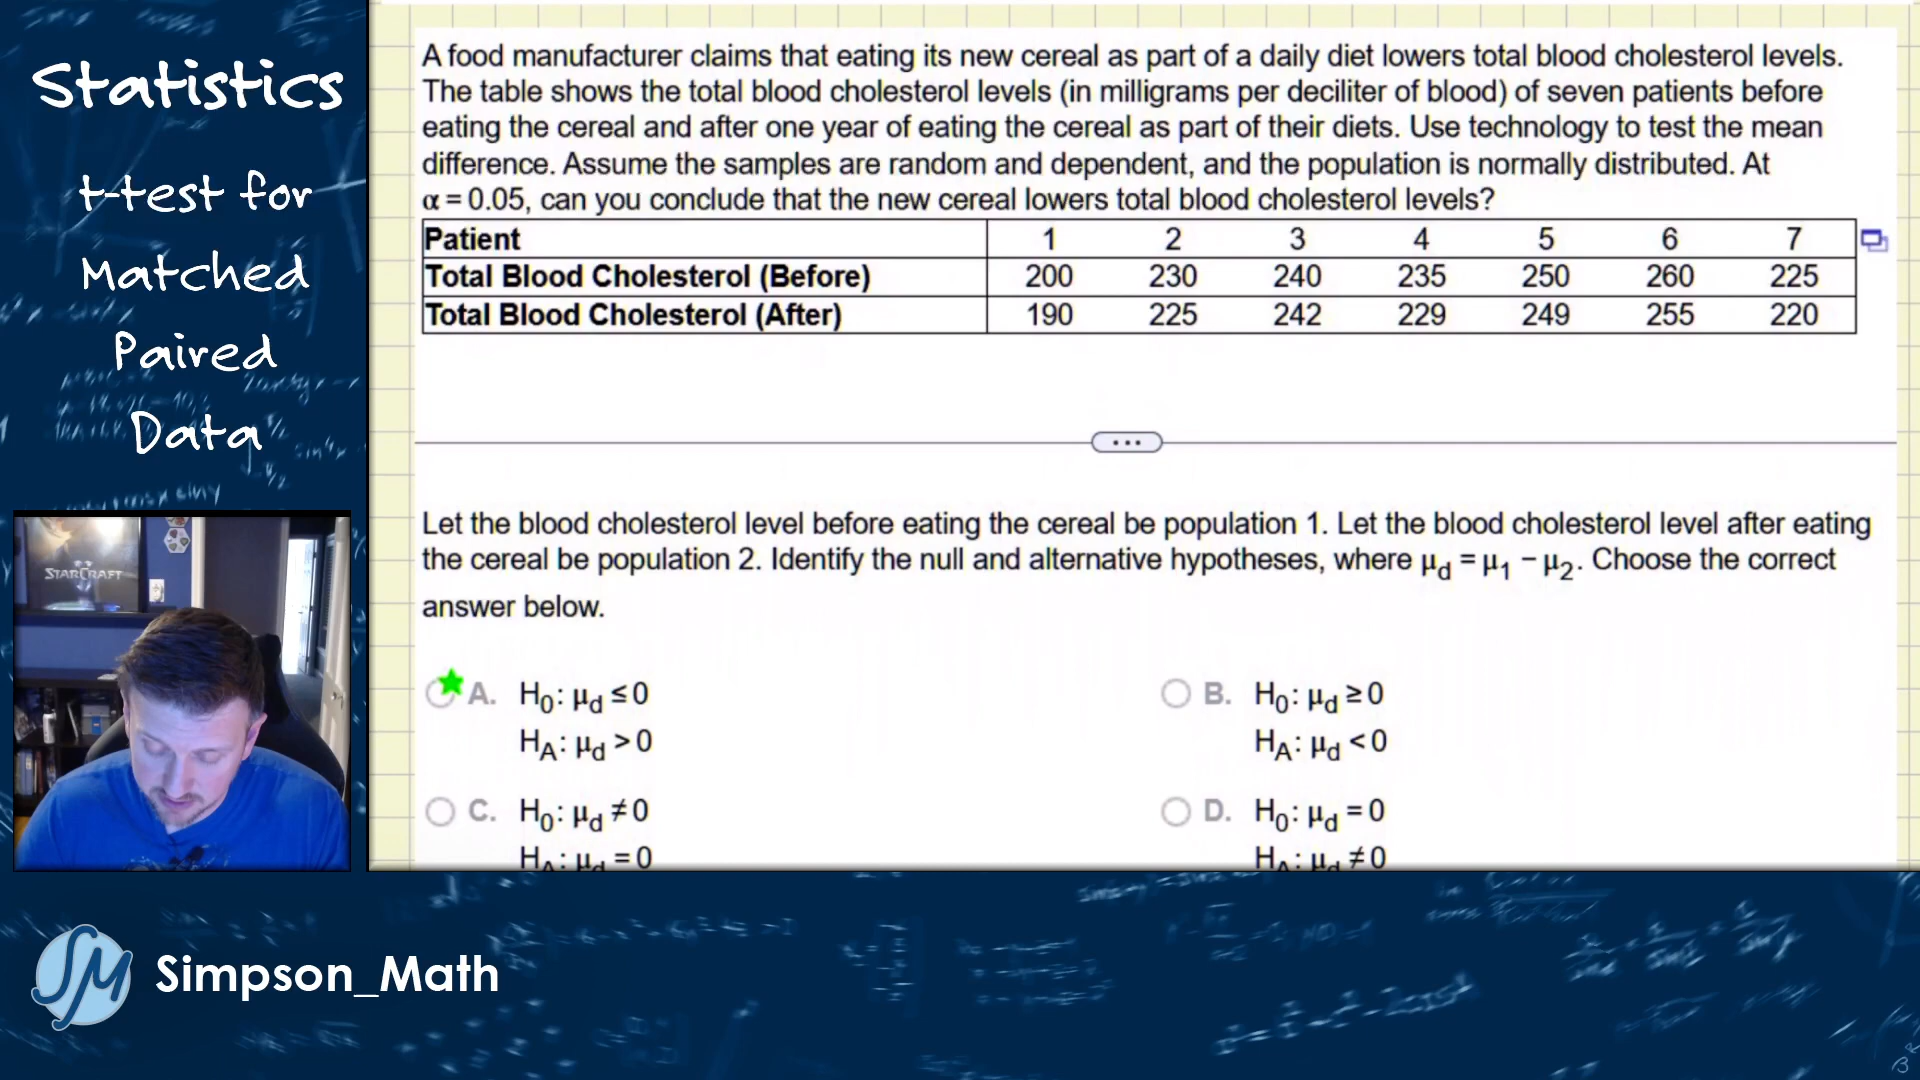 Statistics
t-test for
Matched
Paired
Data
STARCRAFT
A food manufacturer claims that eating its new cereal as part of a daily diet lowers total blood cholesterol levels.
The table shows the total blood cholesterol levels (in milligrams per deciliter of blood) of seven patients before
eating the cereal and after one year of eating the cereal as part of their diets. Use technology to test the mean
difference. Assume the samples are random and dependent, and the population is normally distributed. At
α = 0.05, can you conclude that the new cereal lowers total blood cholesterol levels?
Patient 1 2 3 4 5 6 7
Total Blood Cholesterol (Before) 200 230 240 235 250 260 225
Total Blood Cholesterol (After) 190 225 242 229 249 255 220
Let the blood cholesterol level before eating the cereal be population 1. Let the blood cholesterol level after eating
the cereal be population 2. Identify the null and alternative hypotheses, where μd = μ1 − μ2. Choose the correct
answer below.
A. H0: μd ≤ 0
HA: μd > 0
B. H0: μd ≥ 0
HA: μd < 0
C. H0: μd ≠ 0
HA: μd = 0
D. H0: μd = 0
HA: μd ≠ 0
SM Simpson_Math